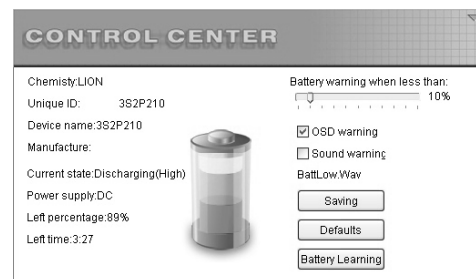 CONTROL CENTER
Chemisty:LION
Unique ID: 3S2P210
Device name:3S2P210
Manufacture:
Current state:Discharging(High)
Power supply:DC
Left percentage:89%
Left time:3:27
Battery warning when less than:
10%
OSD warning
Sound warning
BattLow.Wav
Saving
Defaults
Battery Learning